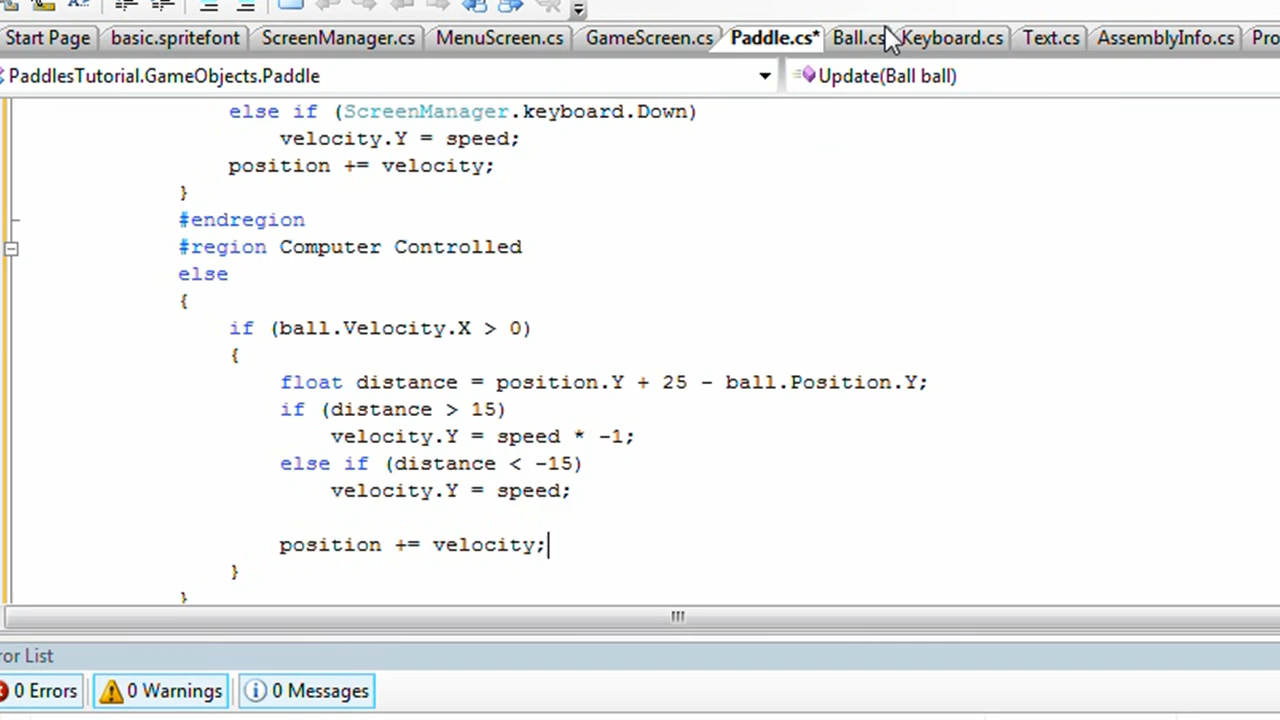 Start Page basic.spritefont ScreenManager.cs MenuScreen.cs GameScreen.cs Paddle.cs* Ball.cs Keyboard.cs Text.cs AssemblyInfo.cs Pro
PaddlesTutorial.GameObjects.Paddle Update(Ball ball)
else if (ScreenManager.keyboard.Down)
velocity.Y = speed;
position += velocity;
}
#endregion
#region Computer Controlled
else
{
if (ball.Velocity.X > 0)
{
float distance = position.Y + 25 - ball.Position.Y;
if (distance > 15)
velocity.Y = speed * -1;
else if (distance < -15)
velocity.Y = speed;
position += velocity;
}
}
ror List
0 Errors 0 Warnings 0 Messages